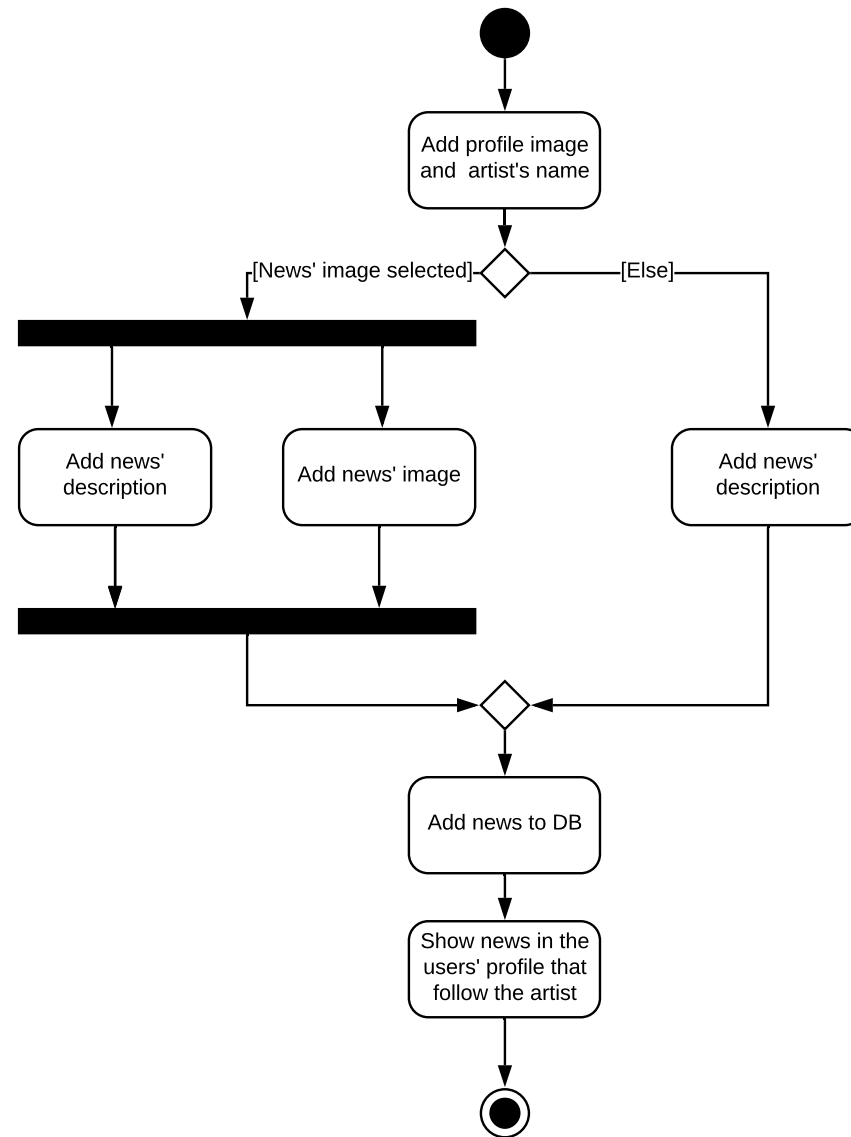 Add profile image
and  artist's name
[News' image selected]
[Else]
Add news'
description
Add news' image
Add news'
description
Add news to DB
Show news in the
users' profile that
follow the artist